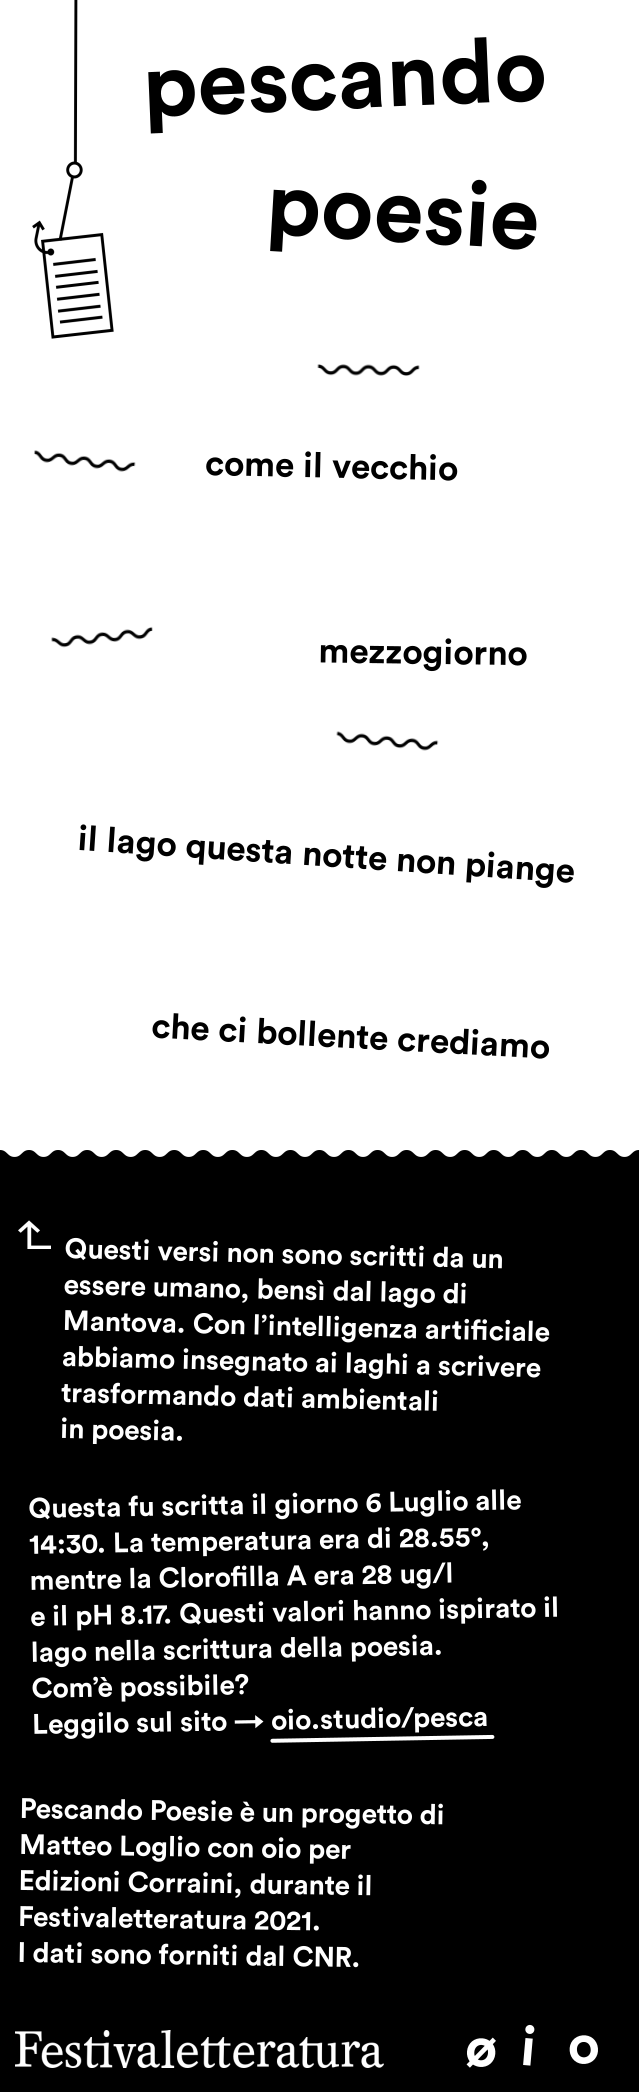 pescando
poesie
come il vecchio
mezzogiorno
il lago questa notte non piange
che ci bollente crediamo
Questi versi non sono scritti da un
essere umano, bensì dal lago di
Mantova. Con l’intelligenza artificiale
abbiamo insegnato ai laghi a scrivere
trasformando dati ambientali
in poesia.
Questa fu scritta il giorno 6 Luglio alle
14:30. La temperatura era di 28.55°,
mentre la Clorofilla A era 28 ug/l
e il pH 8.17. Questi valori hanno ispirato il
lago nella scrittura della poesia.
Com’è possibile?
Leggilo sul sito → oio.studio/pesca
Pescando Poesie è un progetto di
Matteo Loglio con oio per
Edizioni Corraini, durante il
Festivaletteratura 2021.
I dati sono forniti dal CNR.
Festivaletteratura ø i o